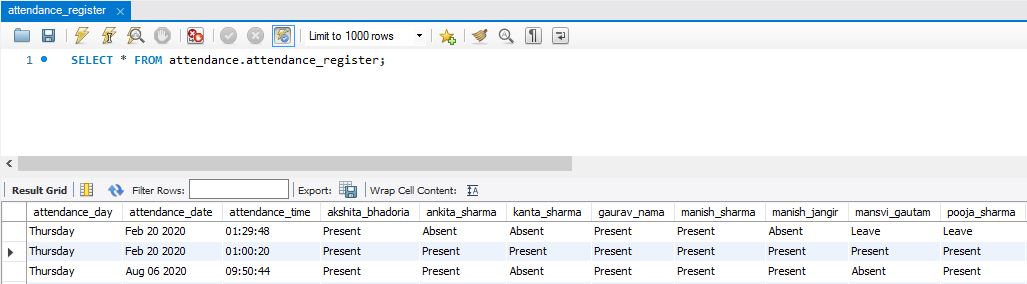 attendance_register
Limit to 1000 rows
1 SELECT * FROM attendance.attendance_register;
Result Grid Filter Rows: Export: Wrap Cell Content:
attendance_day attendance_date attendance_time akshita_bhadoria ankita_sharma kanta_sharma gaurav_nama manish_sharma manish_jangir mansvi_gautam pooja_sharma
Thursday Feb 20 2020 01:29:48 Present Absent Absent Present Present Absent Leave Leave
Thursday Feb 20 2020 01:00:20 Present Present Present Present Present Present Present Present
Thursday Aug 06 2020 09:50:44 Present Present Absent Present Present Present Absent Present